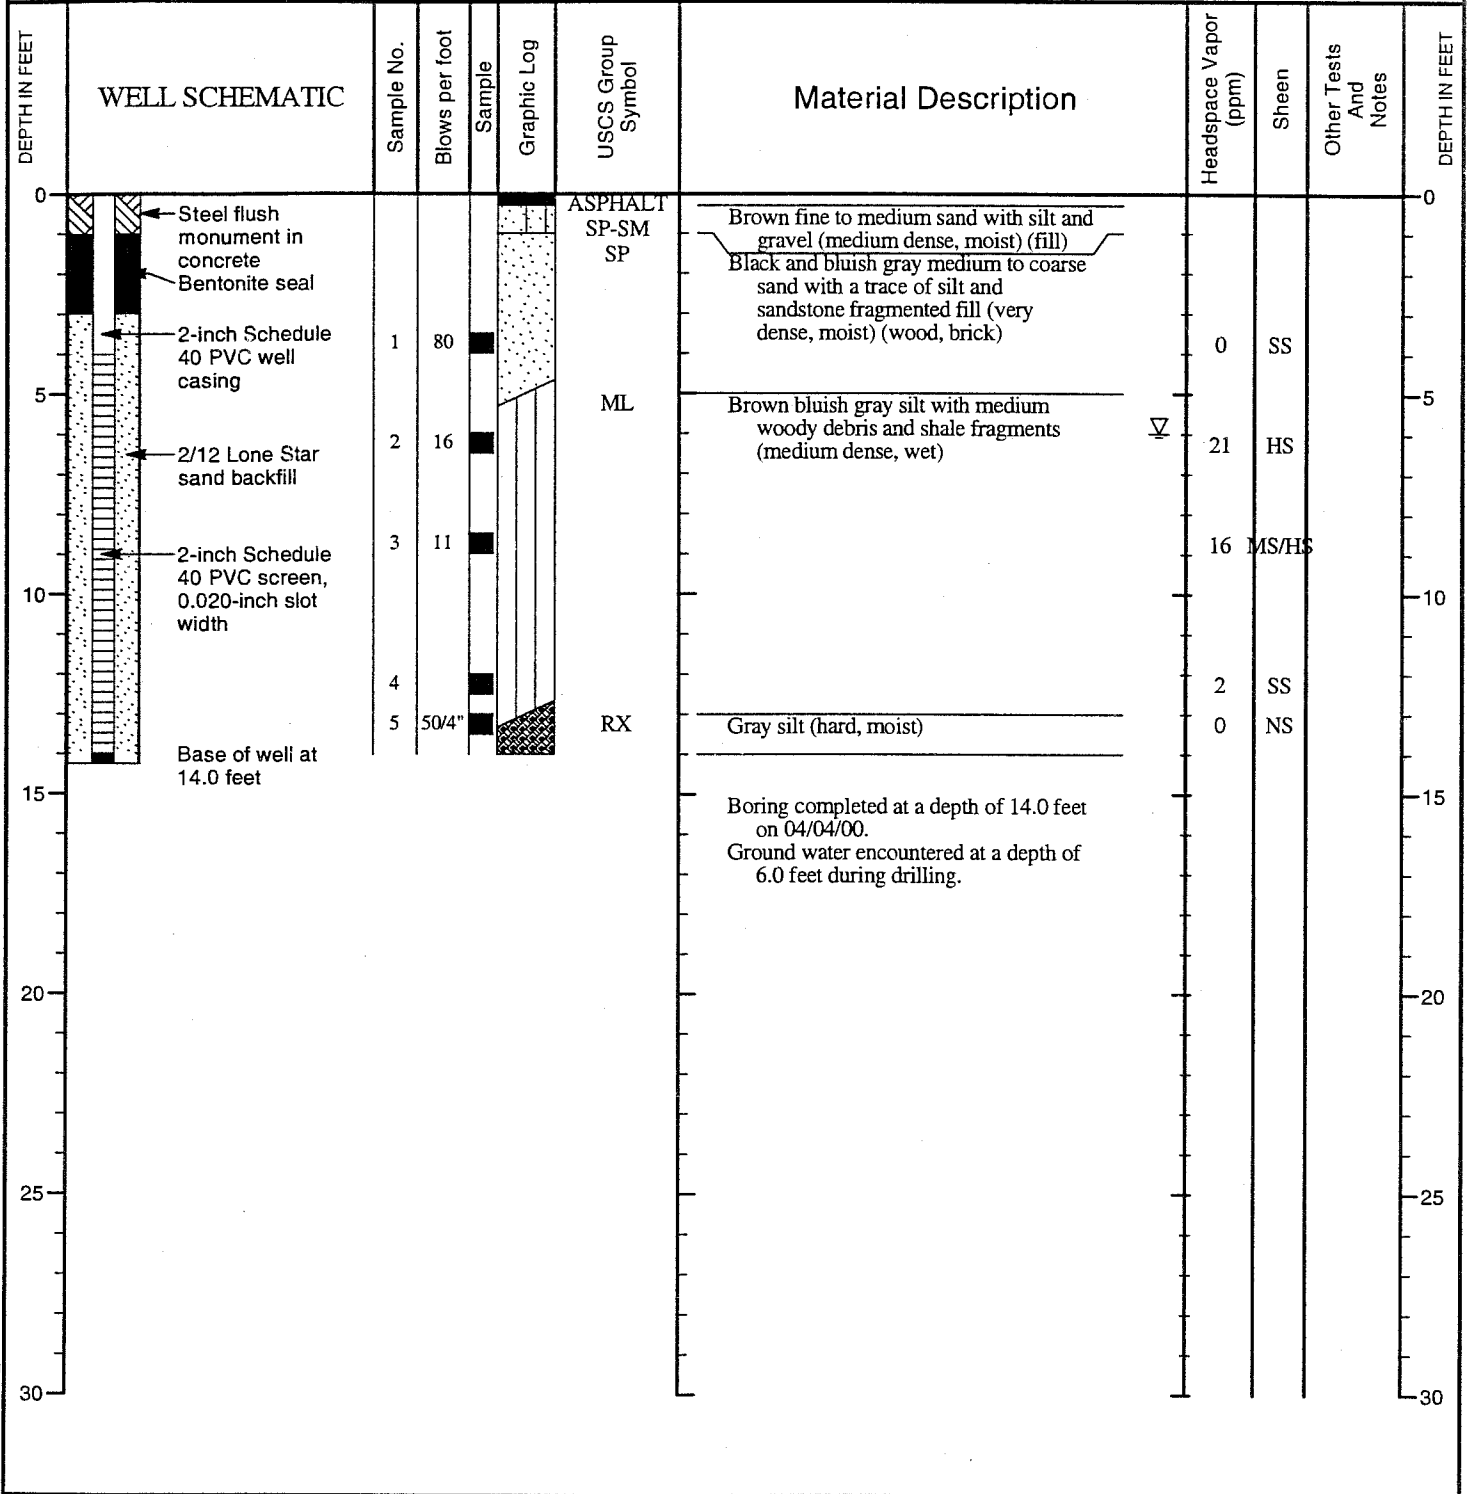 DEPTH IN FEET
WELL SCHEMATIC
Sample No.
Blows per foot
Sample
Graphic Log
USCS Group
Symbol
Material Description
Headspace Vapor
(ppm)
Sheen
Other Tests
And
Notes
DEPTH IN FEET
0
5
10
15
20
25
30
Steel flush
monument in
concrete
Bentonite seal
2-inch Schedule
40 PVC well
casing
2/12 Lone Star
sand backfill
2-inch Schedule
40 PVC screen,
0.020-inch slot
width
Base of well at
14.0 feet
1 80
2 16
3 11
4
5 50/4"
ASPHALT
SP-SM
SP
ML
RX
Brown fine to medium sand with silt and
gravel (medium dense, moist) (fill)
Black and bluish gray medium to coarse
sand with a trace of silt and
sandstone fragmented fill (very
dense, moist) (wood, brick)
Brown bluish gray silt with medium
woody debris and shale fragments
(medium dense, wet)
Gray silt (hard, moist)
Boring completed at a depth of 14.0 feet
on 04/04/00.
Ground water encountered at a depth of
6.0 feet during drilling.
0 SS
21 HS
16 MS/HS
2 SS
0 NS
0
5
10
15
20
25
30